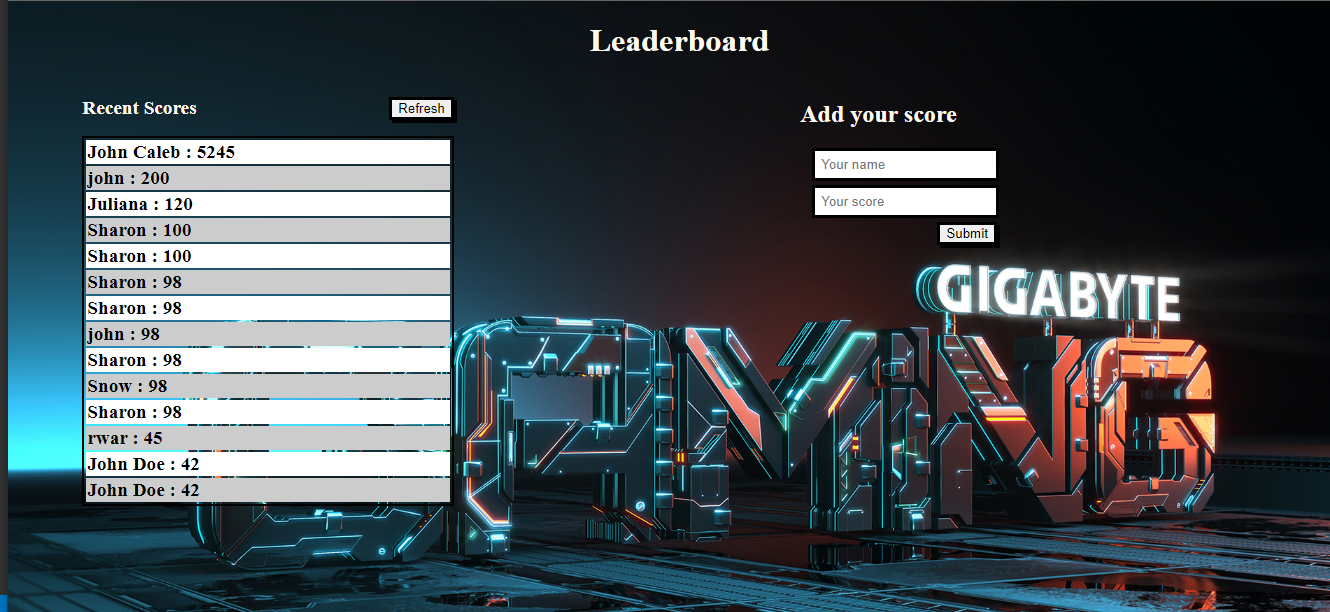 Leaderboard
Recent Scores
Refresh
John Caleb : 5245
john : 200
Juliana : 120
Sharon : 100
Sharon : 100
Sharon : 98
Sharon : 98
john : 98
Sharon : 98
Snow : 98
Sharon : 98
rwar : 45
John Doe : 42
John Doe : 42
Add your score
Your name
Your score
Submit
GIGABYTE
GAMING